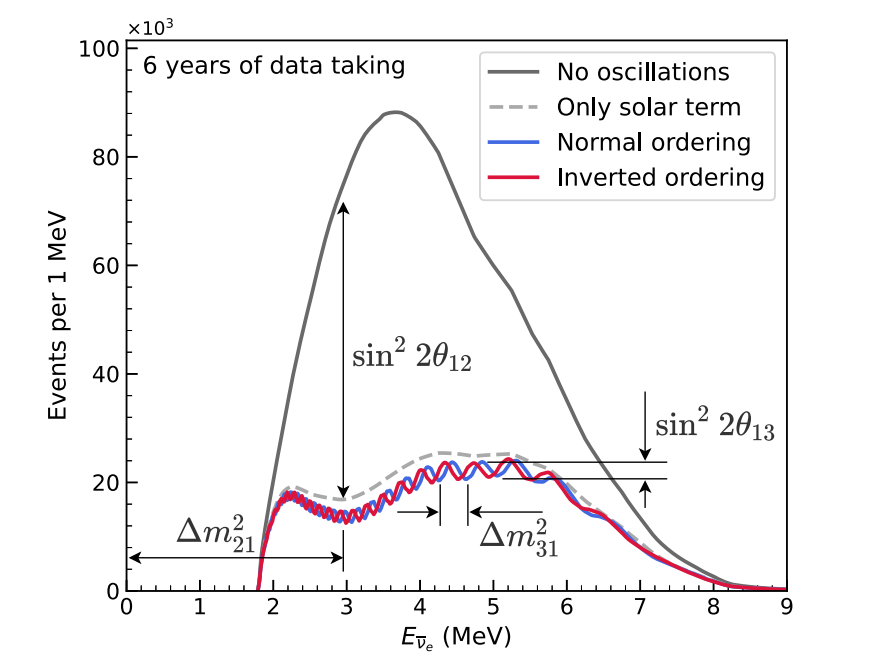 ×10³
100
80
60
40
20
0
Events per 1 MeV
6 years of data taking
No oscillations
Only solar term
Normal ordering
Inverted ordering
sin² 2θ₁₂
sin² 2θ₁₃
Δm²₂₁
Δm²₃₁
0 1 2 3 4 5 6 7 8 9
E_ν̅ₑ (MeV)